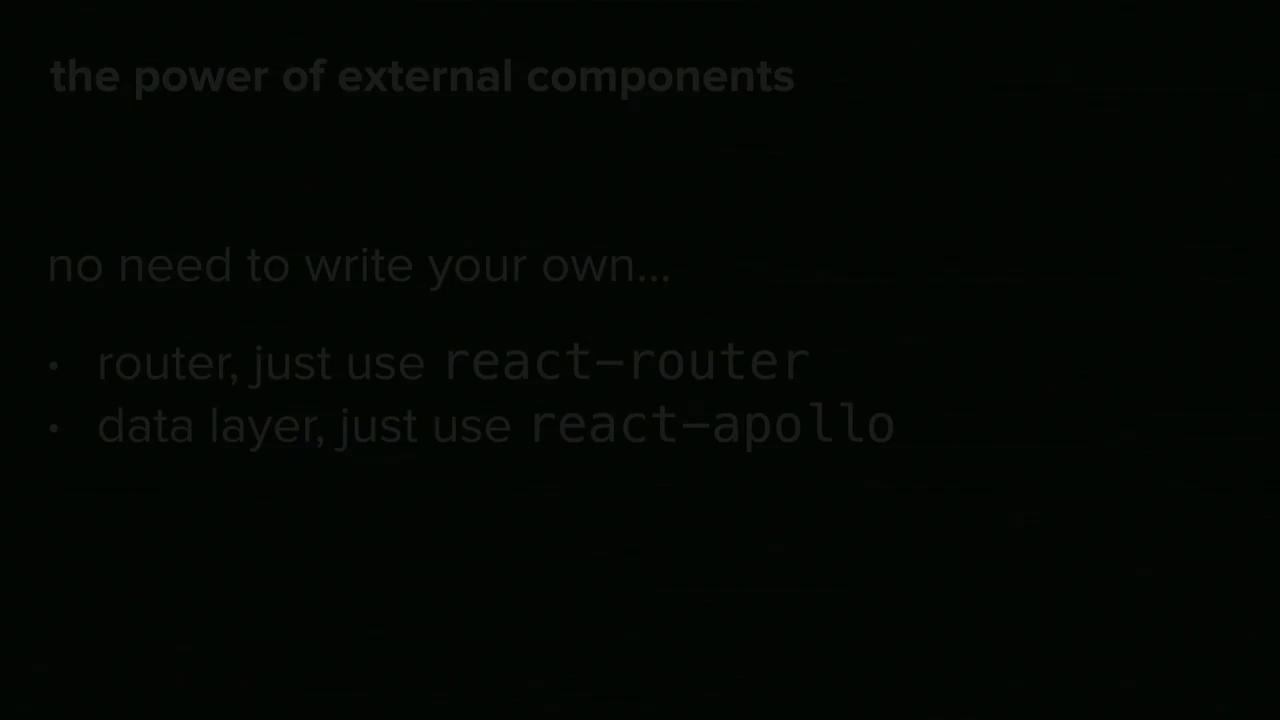 the power of external components
no need to write your own...
• router, just use react-router
• data layer, just use react-apollo